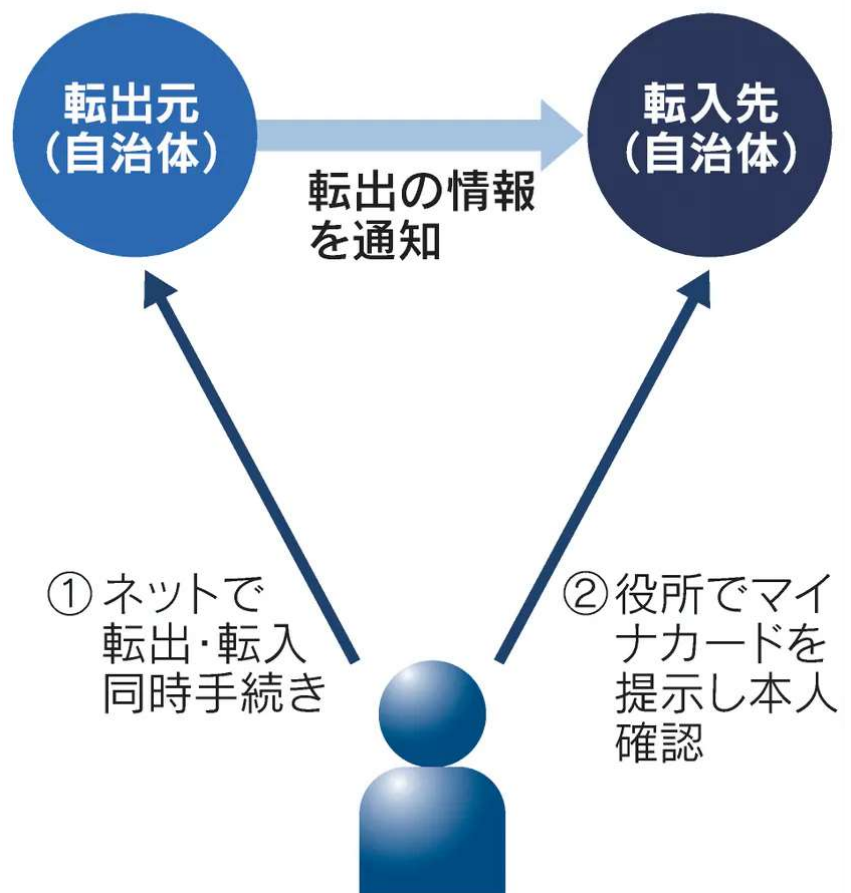 転出元
(自治体)
転入先
(自治体)
転出の情報
を通知
① ネットで
転出・転入
同時手続き
② 役所でマイ
ナカードを
提示し本人
確認